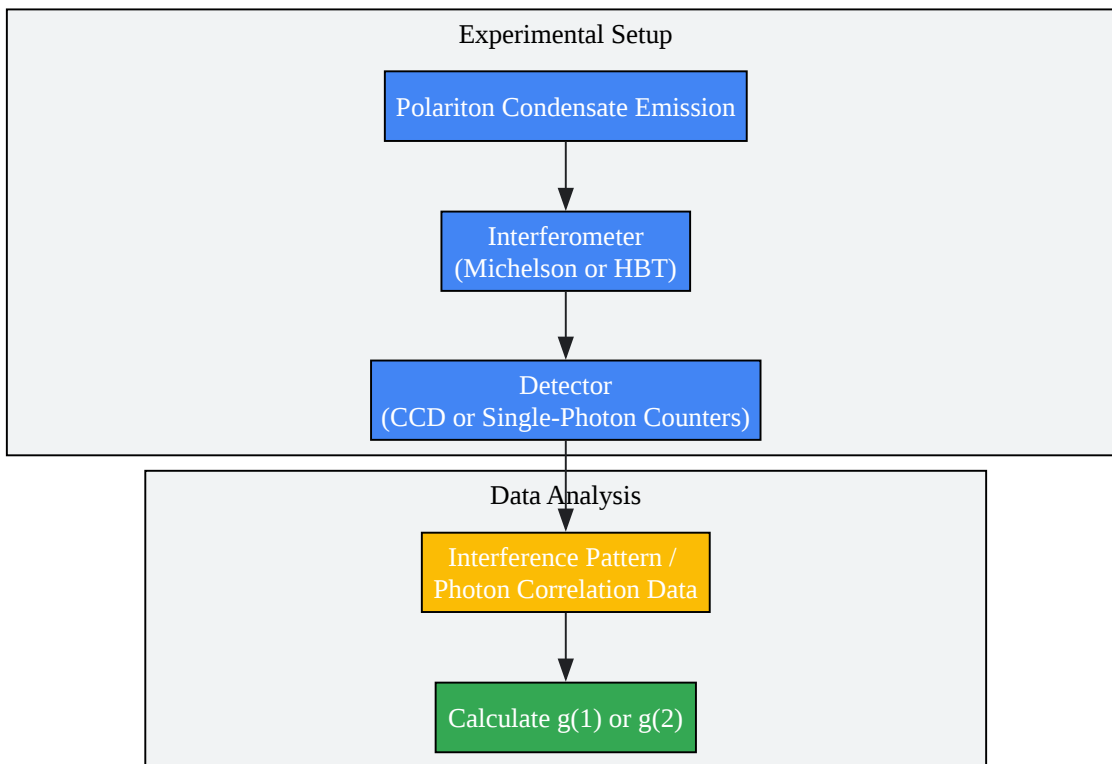 Experimental Setup
Polariton Condensate Emission
Interferometer
(Michelson or HBT)
Detector
(CCD or Single-Photon Counters)
Data Analysis
Interference Pattern /
Photon Correlation Data
Calculate g(1) or g(2)